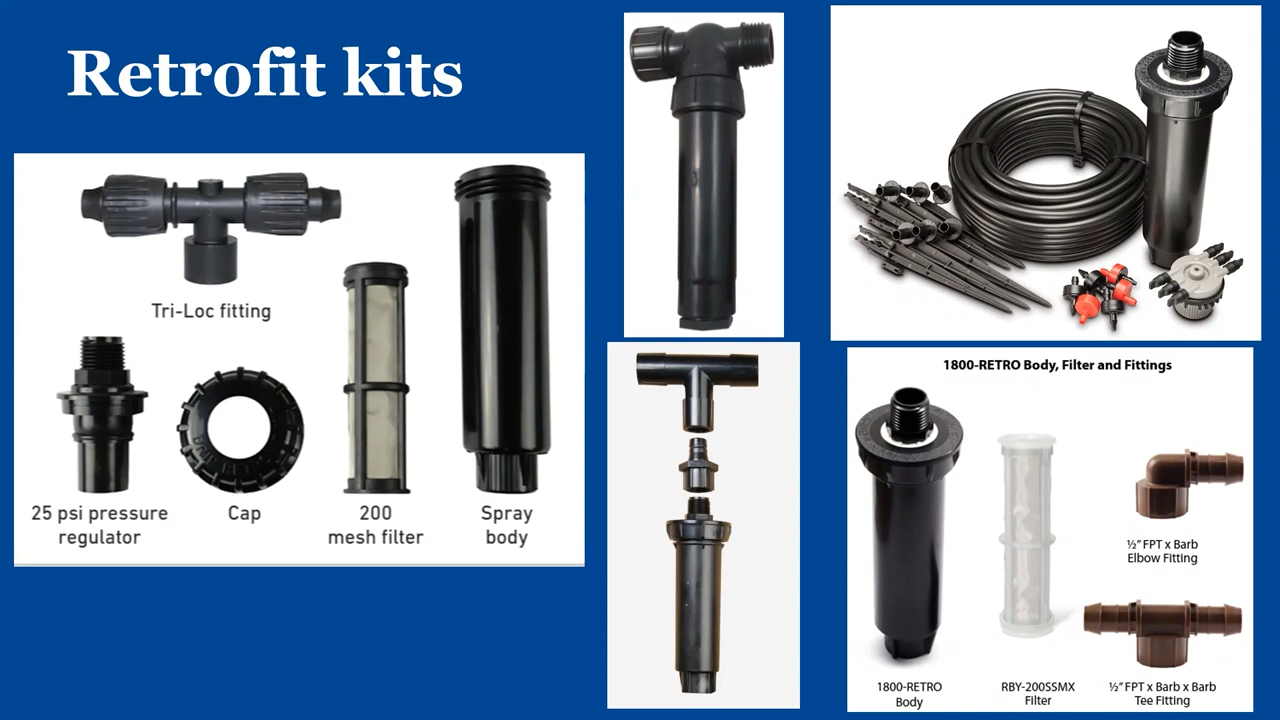 Retrofit kits
Tri-Loc fitting
25 psi pressure
regulator
Cap
200
mesh filter
Spray
body
1800-RETRO Body, Filter and Fittings
½” FPT x Barb
Elbow Fitting
1800-RETRO
Body
RBY-200SSMX
Filter
½” FPT x Barb x Barb
Tee Fitting